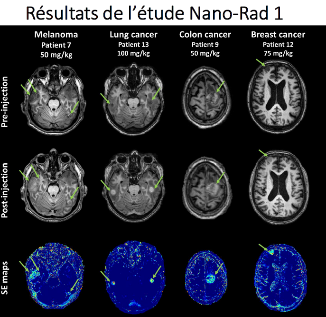 Résultats de l’étude Nano-Rad 1
Melanoma
Patient 7
50 mg/kg
Lung cancer
Patient 13
100 mg/kg
Colon cancer
Patient 9
50 mg/kg
Breast cancer
Patient 12
75 mg/kg
Pre-injection
Post-injection
SE maps